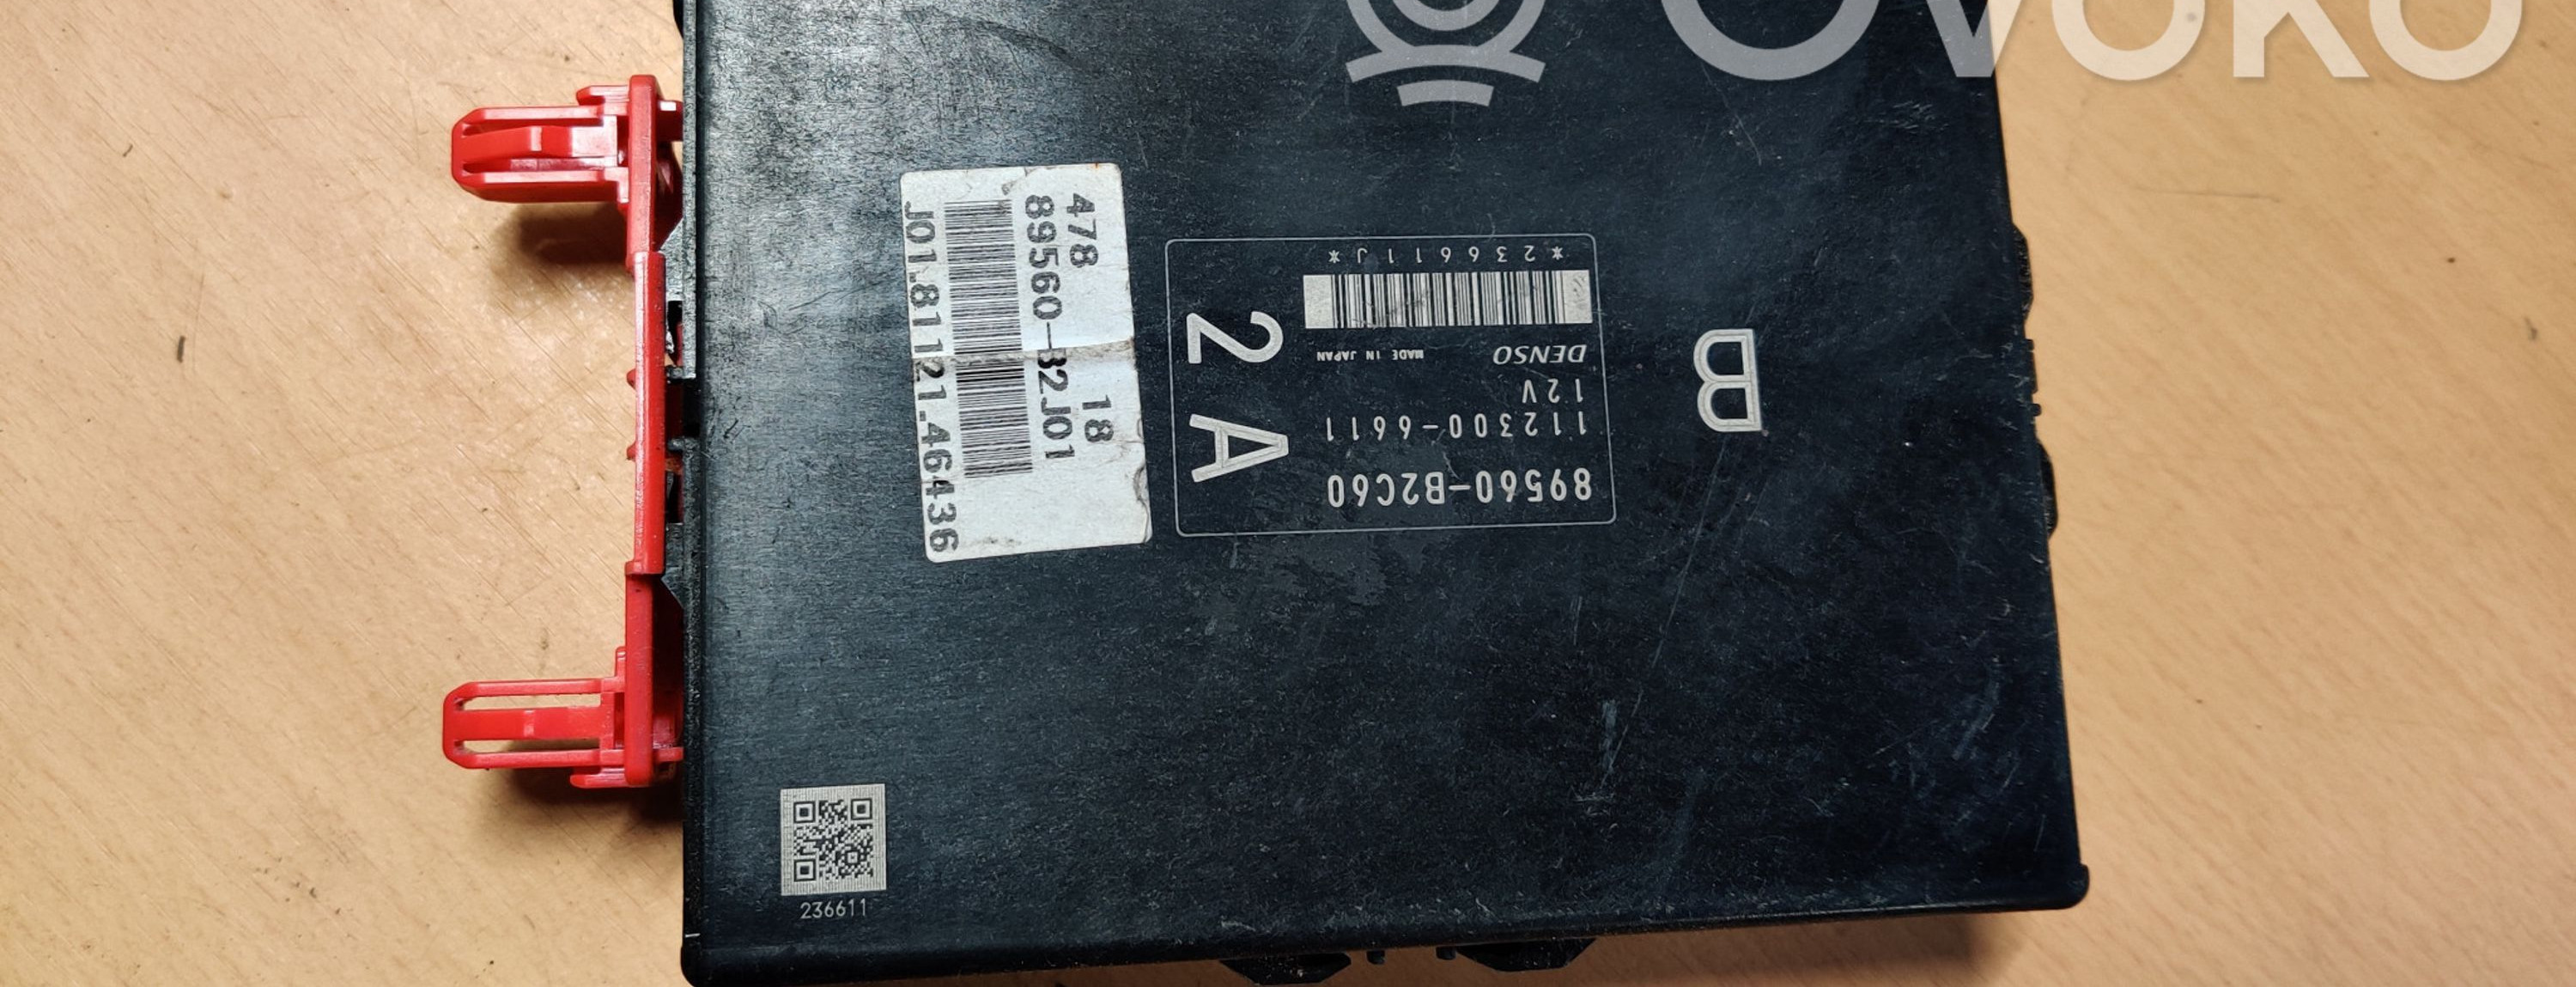 OVOKO
478 18
89560-B2J01
J01.81121.46436
89560-B2C60
112300-6611
12V
DENSO MADE IN JAPAN
*236611J*
2A
B
236611